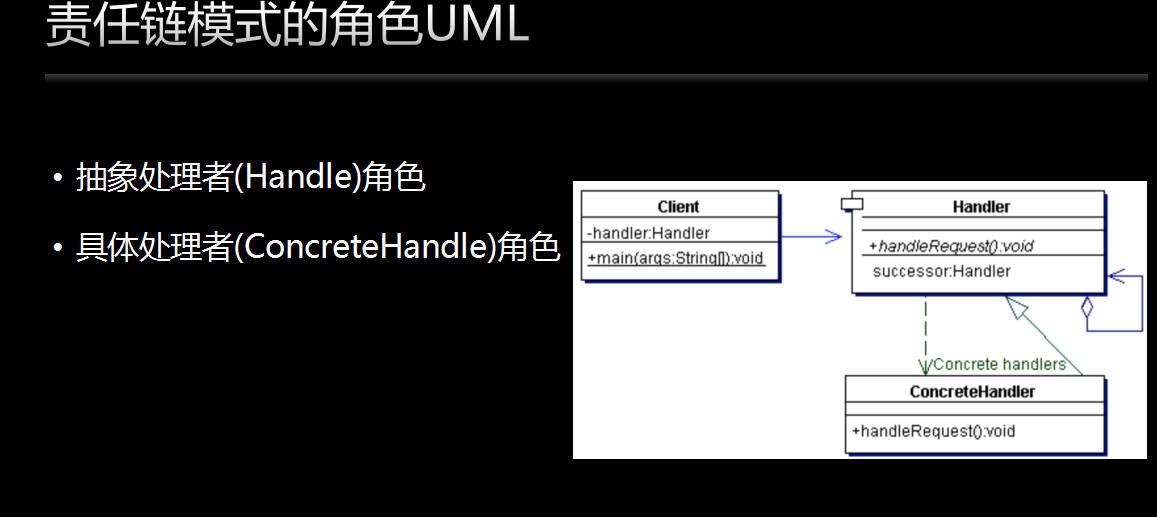 责任链模式的角色UML
• 抽象处理者(Handle)角色
• 具体处理者(ConcreteHandle)角色
Client
-handler:Handler
+main(args:String[]):void
Handler
+handleRequest():void
successor:Handler
Concrete handlers
ConcreteHandler
+handleRequest():void